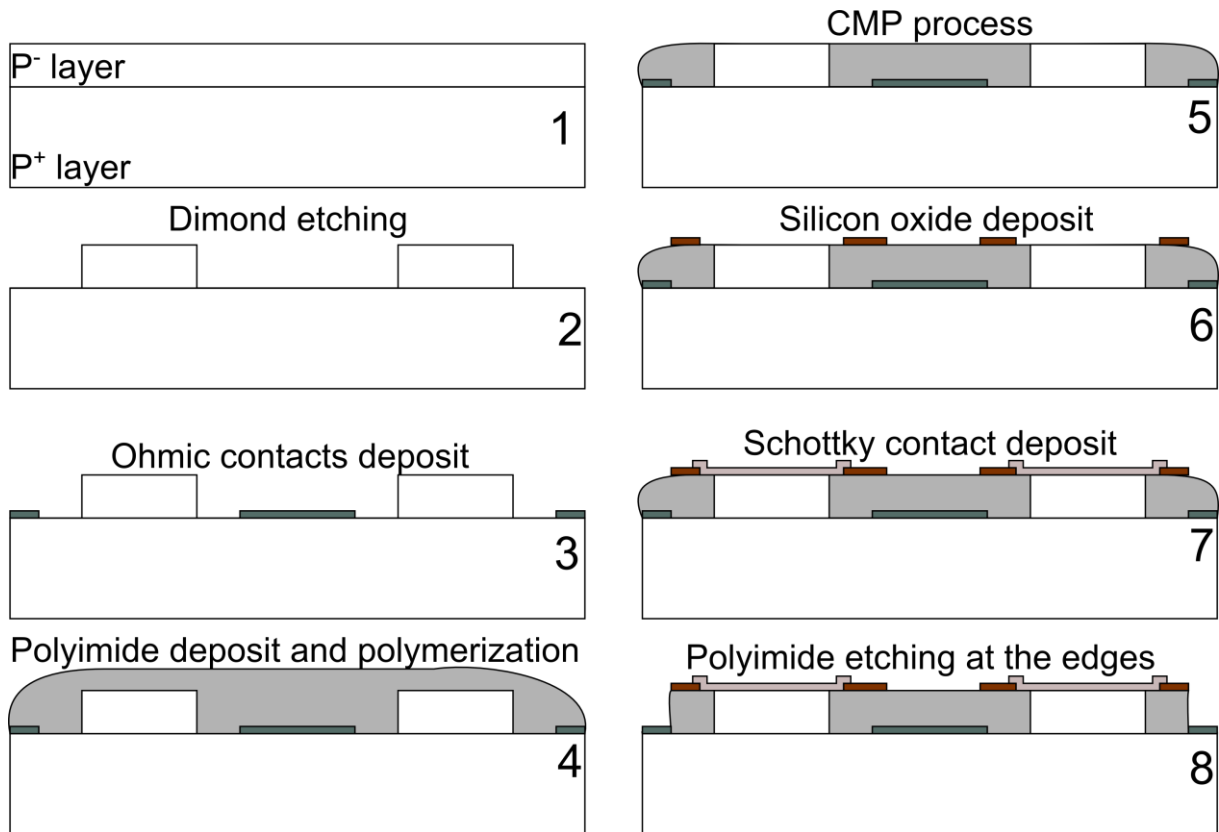 P⁻ layer
P⁺ layer
1
Dimond etching
2
Ohmic contacts deposit
3
Polyimide deposit and polymerization
4
CMP process
5
Silicon oxide deposit
6
Schottky contact deposit
7
Polyimide etching at the edges
8